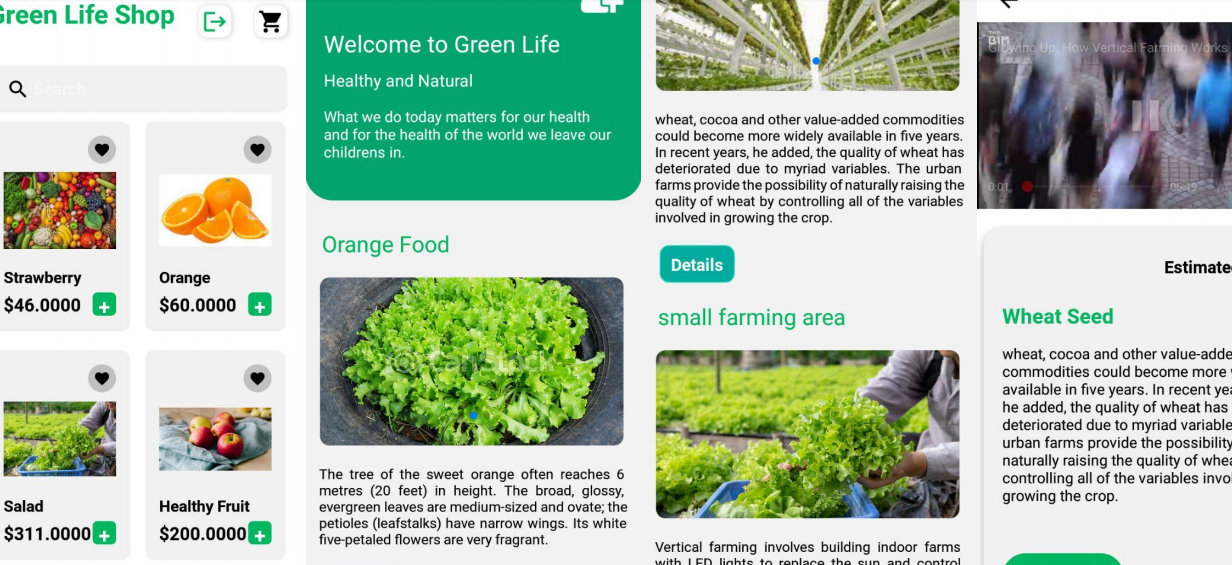 Green Life Shop
Search
Strawberry
$46.0000
+
Orange
$60.0000
+
Salad
$311.0000
+
Healthy Fruit
$200.0000
+
Welcome to Green Life
Healthy and Natural
What we do today matters for our health
and for the health of the world we leave our
childrens in.
Orange Food
CanStock
The tree of the sweet orange often reaches 6
metres (20 feet) in height. The broad, glossy,
evergreen leaves are medium-sized and ovate; the
petioles (leafstalks) have narrow wings. Its white
five-petaled flowers are very fragrant.
wheat, cocoa and other value-added commodities
could become more widely available in five years.
In recent years, he added, the quality of wheat has
deteriorated due to myriad variables. The urban
farms provide the possibility of naturally raising the
quality of wheat by controlling all of the variables
involved in growing the crop.
Details
small farming area
Vertical farming involves building indoor farms
with LED lights to replace the sun and control
THE
B1M
Growing Up: How Vertical Farming Works
0:01
06:19
Estimated
Wheat Seed
wheat, cocoa and other value-adde
commodities could become more w
available in five years. In recent yea
he added, the quality of wheat has
deteriorated due to myriad variable
urban farms provide the possibility
naturally raising the quality of whea
controlling all of the variables invol
growing the crop.